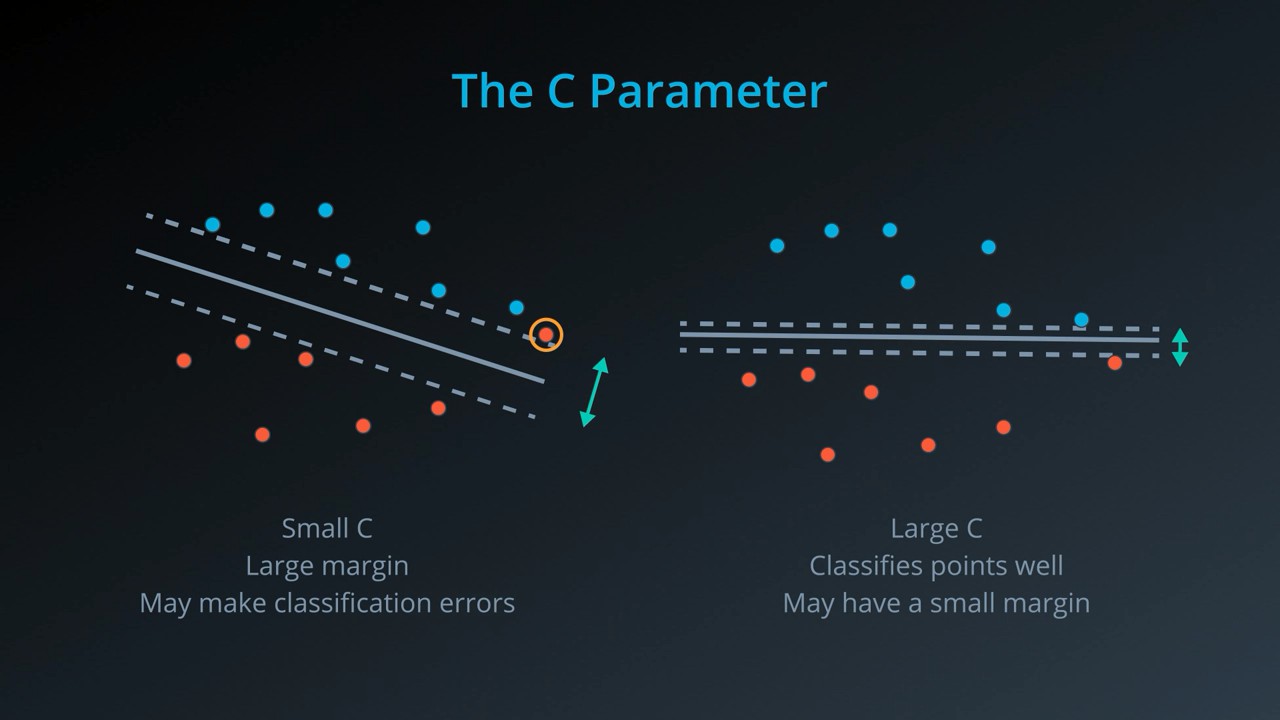 The C Parameter
Small C
Large margin
May make classification errors
Large C
Classifies points well
May have a small margin